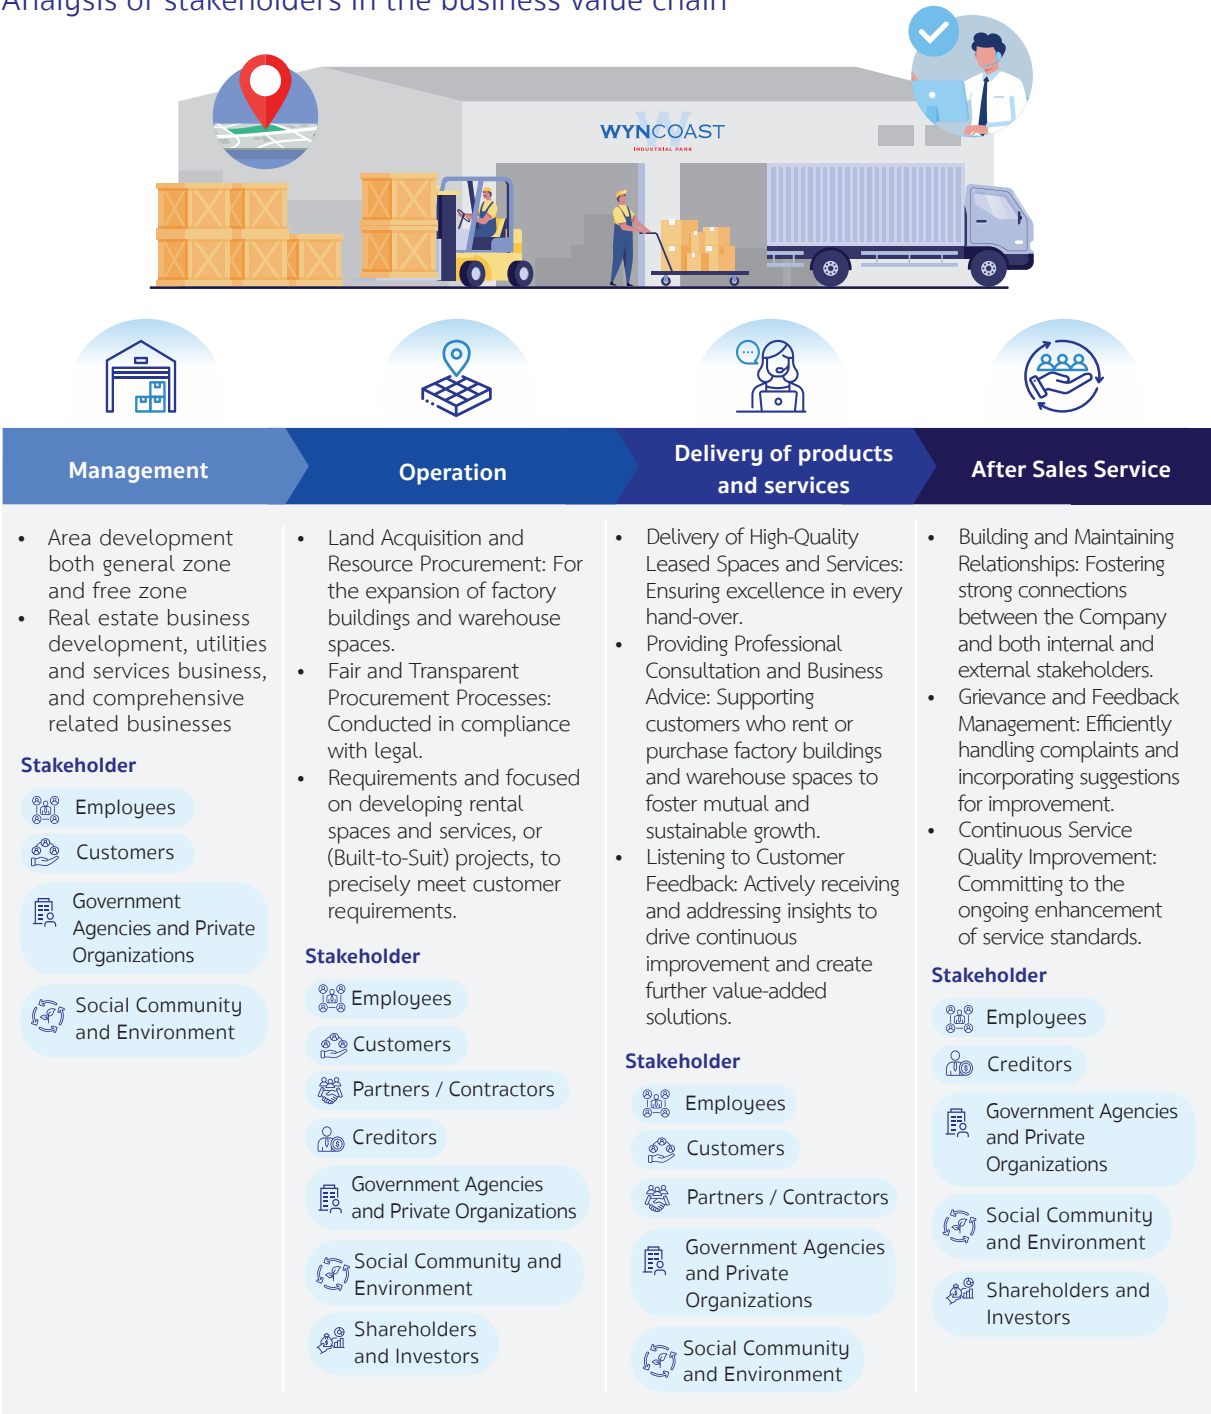 Analysis of stakeholders in the business value chain
WYNCOAST
INDUSTRIAL PARK
Management
Operation
Delivery of products
and services
After Sales Service
• Area development
both general zone
and free zone
• Real estate business
development, utilities
and services business,
and comprehensive
related businesses
Stakeholder
Employees
Customers
Government
Agencies and Private
Organizations
Social Community
and Environment
• Land Acquisition and
Resource Procurement: For
the expansion of factory
buildings and warehouse
spaces.
• Fair and Transparent
Procurement Processes:
Conducted in compliance
with legal.
• Requirements and focused
on developing rental
spaces and services, or
(Built-to-Suit) projects, to
precisely meet customer
requirements.
Stakeholder
Employees
Customers
Partners / Contractors
Creditors
Government Agencies
and Private Organizations
Social Community and
Environment
Shareholders
and Investors
• Delivery of High-Quality
Leased Spaces and Services:
Ensuring excellence in every
hand-over.
• Providing Professional
Consultation and Business
Advice: Supporting
customers who rent or
purchase factory buildings
and warehouse spaces to
foster mutual and
sustainable growth.
• Listening to Customer
Feedback: Actively receiving
and addressing insights to
drive continuous
improvement and create
further value-added
solutions.
Stakeholder
Employees
Customers
Partners / Contractors
Government Agencies
and Private
Organizations
Social Community
and Environment
• Building and Maintaining
Relationships: Fostering
strong connections
between the Company
and both internal and
external stakeholders.
• Grievance and Feedback
Management: Efficiently
handling complaints and
incorporating suggestions
for improvement.
• Continuous Service
Quality Improvement:
Committing to the
ongoing enhancement
of service standards.
Stakeholder
Employees
Creditors
Government Agencies
and Private
Organizations
Social Community
and Environment
Shareholders and
Investors